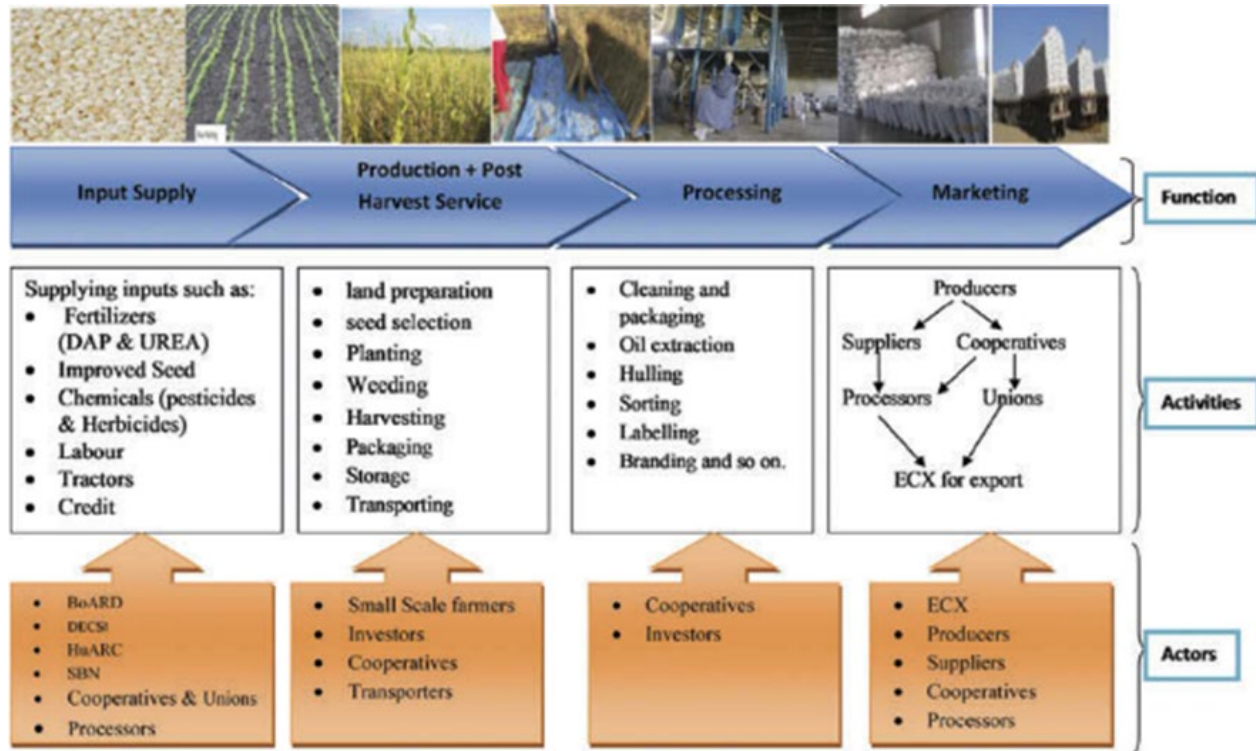 Input Supply
Production + Post
Harvest Service
Processing
Marketing
Function
Supplying inputs such as:
• Fertilizers
(DAP & UREA)
• Improved Seed
• Chemicals (pesticides
& Herbicides)
• Labour
• Tractors
• Credit
• land preparation
• seed selection
• Planting
• Weeding
• Harvesting
• Packaging
• Storage
• Transporting
• Cleaning and
packaging
• Oil extraction
• Hulling
• Sorting
• Labelling
• Branding and so on.
Producers
Suppliers Cooperatives
Processors Unions
ECX for export
Activities
• BoARD
• DECSI
• HuARC
• SBN
• Cooperatives & Unions
• Processors
• Small Scale farmers
• Investors
• Cooperatives
• Transporters
• Cooperatives
• Investors
• ECX
• Producers
• Suppliers
• Cooperatives
• Processors
Actors